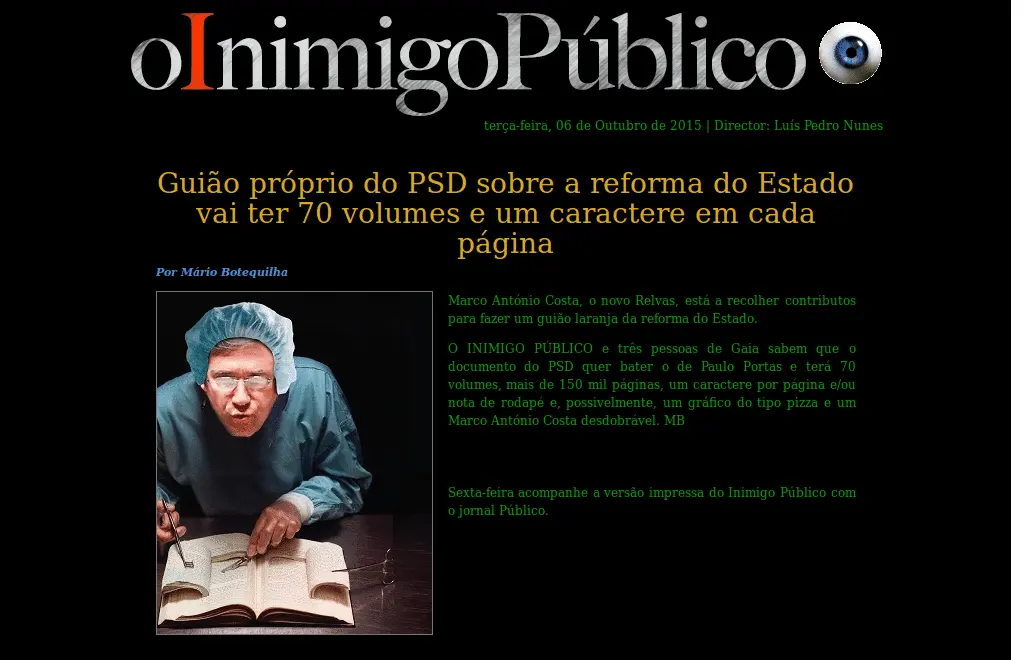 oInimigoPúblico
terça-feira, 06 de Outubro de 2015 | Director: Luís Pedro Nunes
Guião próprio do PSD sobre a reforma do Estado
vai ter 70 volumes e um caractere em cada
página
Por Mário Botequilha
Marco António Costa, o novo Relvas, está a recolher contributos
para fazer um guião laranja da reforma do Estado.
O INIMIGO PÚBLICO e três pessoas de Gaia sabem que o
documento do PSD quer bater o de Paulo Portas e terá 70
volumes, mais de 150 mil páginas, um caractere por página e/ou
nota de rodapé e, possivelmente, um gráfico do tipo pizza e um
Marco António Costa desdobrável. MB
Sexta-feira acompanhe a versão impressa do Inimigo Público com
o jornal Público.